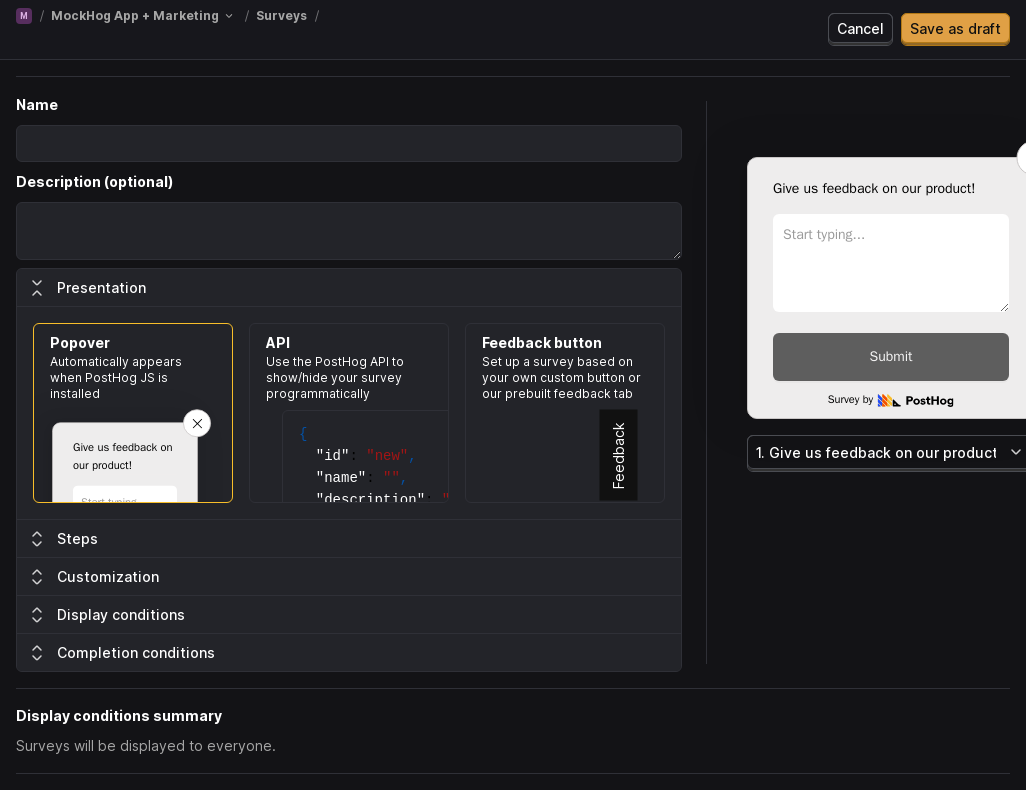 M / MockHog App + Marketing / Surveys /
Cancel
Save as draft
Name
Description (optional)
Presentation
Popover
Automatically appears
when PostHog JS is
installed
Give us feedback on
our product!
Start typing
API
Use the PostHog API to
show/hide your survey
programmatically
{
"id": "new",
"name": "",
"description": "
Feedback button
Set up a survey based on
your own custom button or
our prebuilt feedback tab
Feedback
Steps
Customization
Display conditions
Completion conditions
Give us feedback on our product!
Start typing...
Submit
Survey by PostHog
1. Give us feedback on our product
Display conditions summary
Surveys will be displayed to everyone.